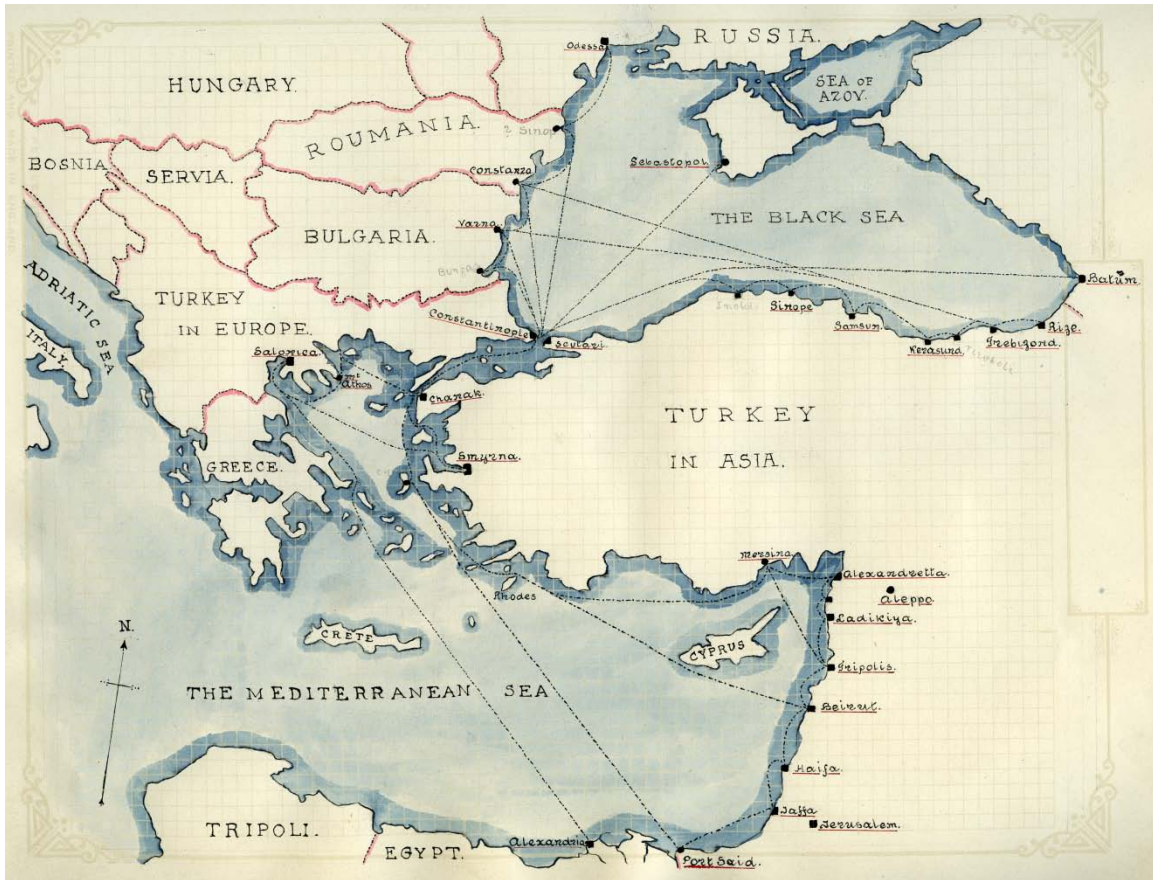 RUSSIA.
Odessa
SEA OF
AZOV.
HUNGARY.
ROUMANIA.
Sinop
BOSNIA.
SERVIA.
Constanza
Sebastopol.
THE BLACK SEA
Varna
BULGARIA.
ADRIATIC SEA
Batûm
TURKEY
IN EUROPE.
Sinope
Constantinople
Scutari
Samsun.
Kerasund.
Trebizond.
Rize.
ITALY.
Salonica.
Mt
Athos
Chanak.
TURKEY
IN ASIA.
GREECE.
Smyrna.
Mersina.
Alexandretta.
Rhodes
Aleppo.
Ladikiya.
N.
CRETE
CYPRUS
Tripolis.
THE MEDITERRANEAN SEA
Beirut.
Haifa.
Jaffa
Jerusalem.
TRIPOLI.
EGYPT.
Alexandria
Port Said.